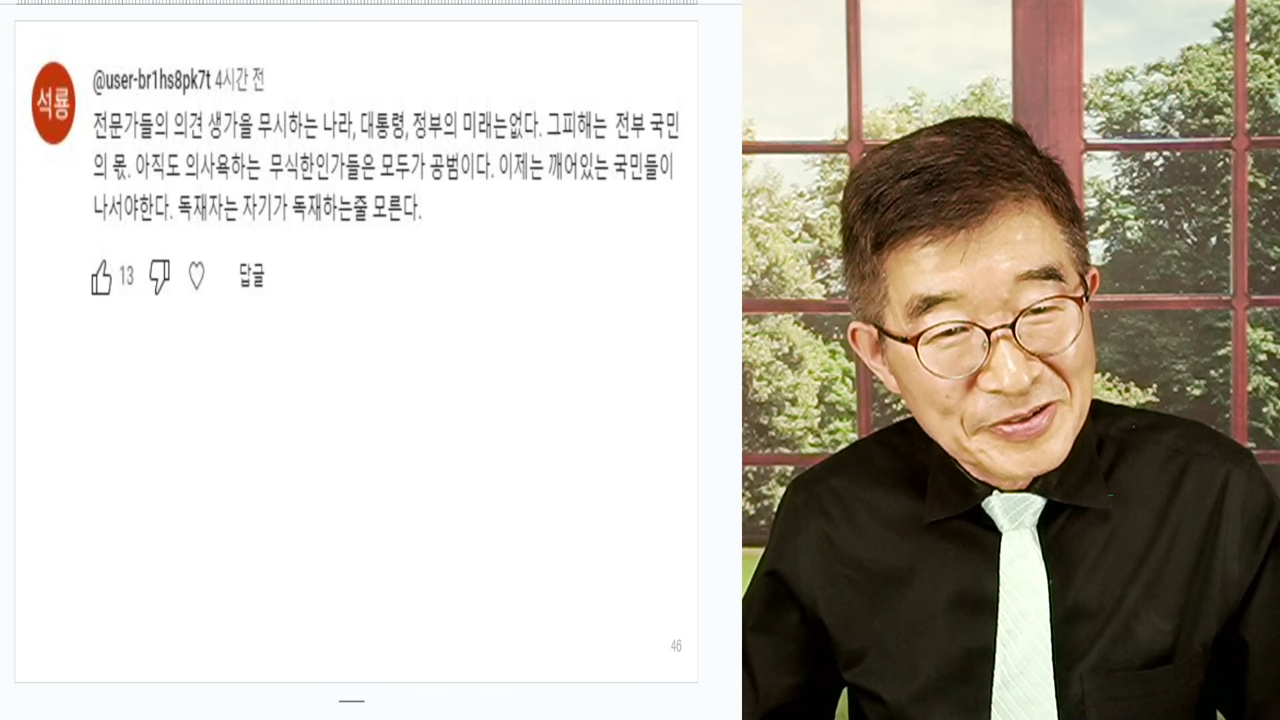 석룡
@user-br1hs8pk7t 4시간 전
전문가들의 의견 생가을 무시하는 나라, 대통령, 정부의 미래는없다. 그피해는 전부 국민
의 몫. 아직도 의사욕하는 무식한인가들은 모두가 공범이다. 이제는 깨어있는 국민들이
나서야한다. 독재자는 자기가 독재하는줄 모른다.
13 답글
46